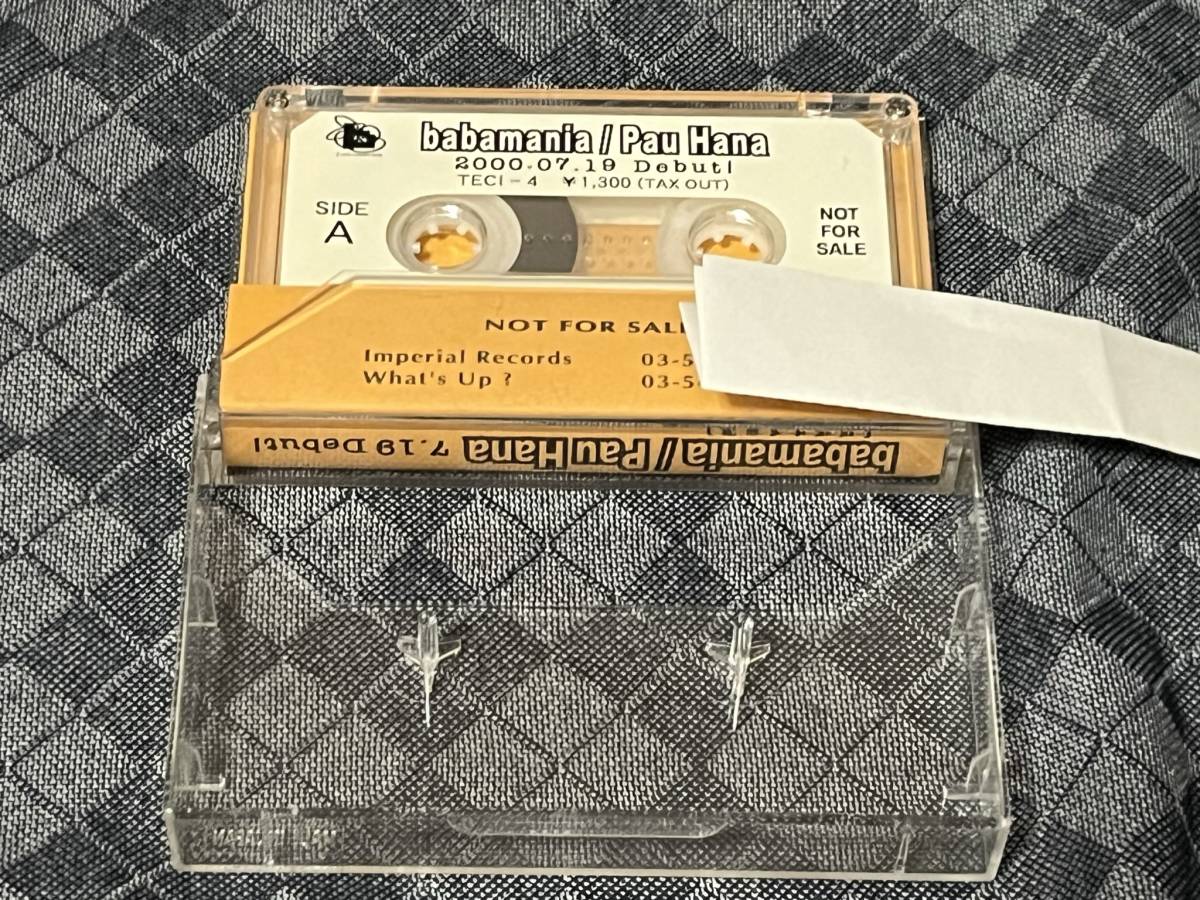 babamania / Pau Hana
2000.07.19 Debut!
TECI-4 ¥1,300 (TAX OUT)
SIDE
A
NOT
FOR
SALE
NOT FOR SALE
Imperial Records 03-5
What's Up ? 03-5
babamania / Pau Hana 7.19 Debut!